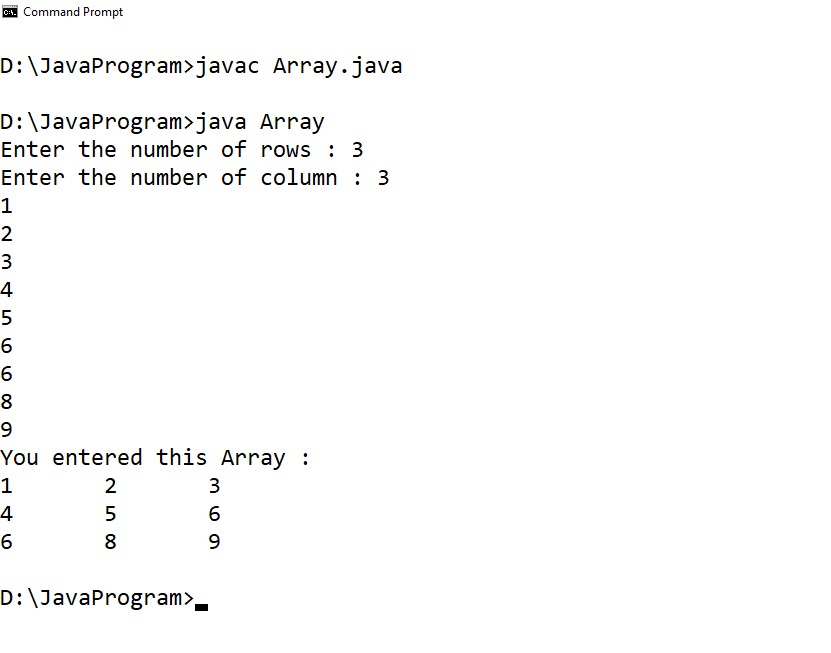 Command Prompt
D:\JavaProgram>javac Array.java
D:\JavaProgram>java Array
Enter the number of rows : 3
Enter the number of column : 3
1
2
3
4
5
6
6
8
9
You entered this Array :
1 2 3
4 5 6
6 8 9
D:\JavaProgram>